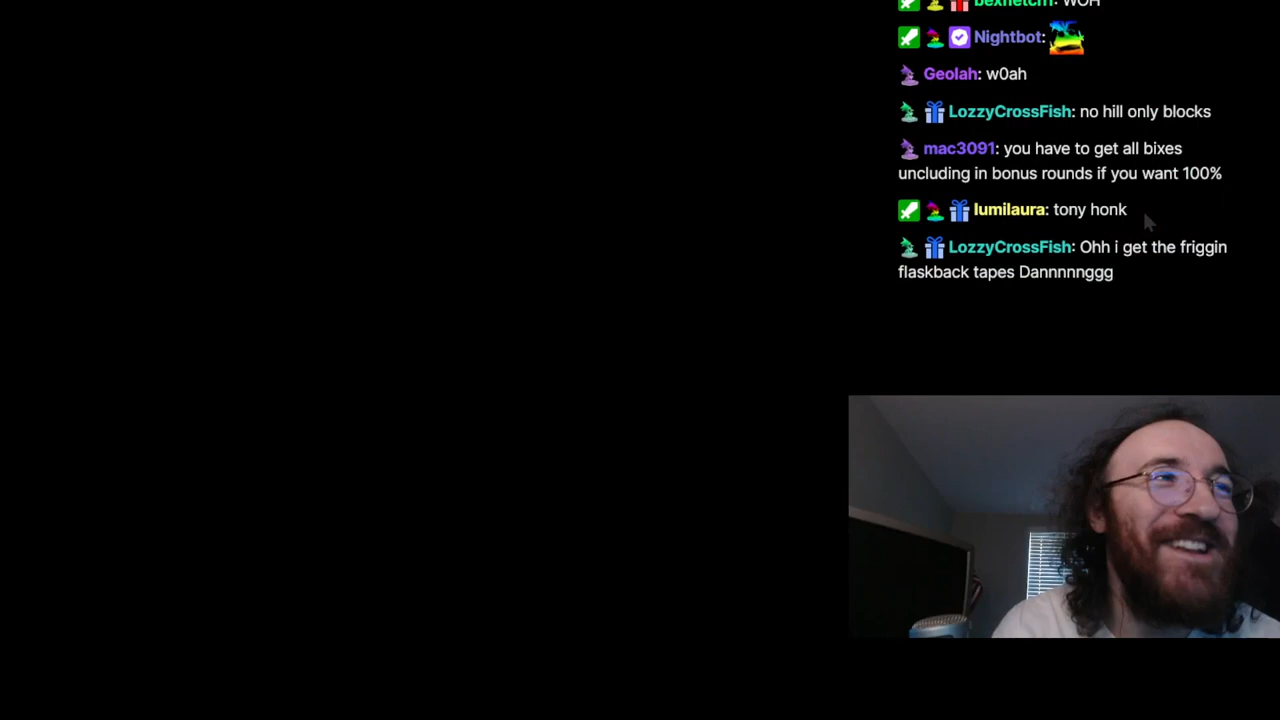 bexfletch: WOH
Nightbot:
Geolah: w0ah
LozzyCrossFish: no hill only blocks
mac3091: you have to get all bixes
uncluding in bonus rounds if you want 100%
lumilaura: tony honk
LozzyCrossFish: Ohh i get the friggin
flaskback tapes Dannnnnggg